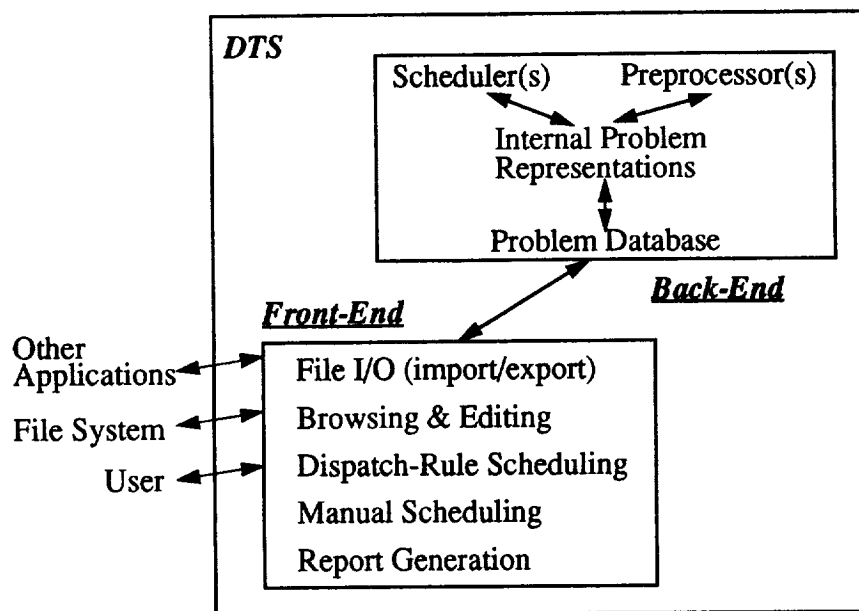 DTS
Scheduler(s) Preprocessor(s)
Internal Problem
Representations
Problem Database
Back-End
Front-End
Other
Applications
File System
User
File I/O (import/export)
Browsing & Editing
Dispatch-Rule Scheduling
Manual Scheduling
Report Generation